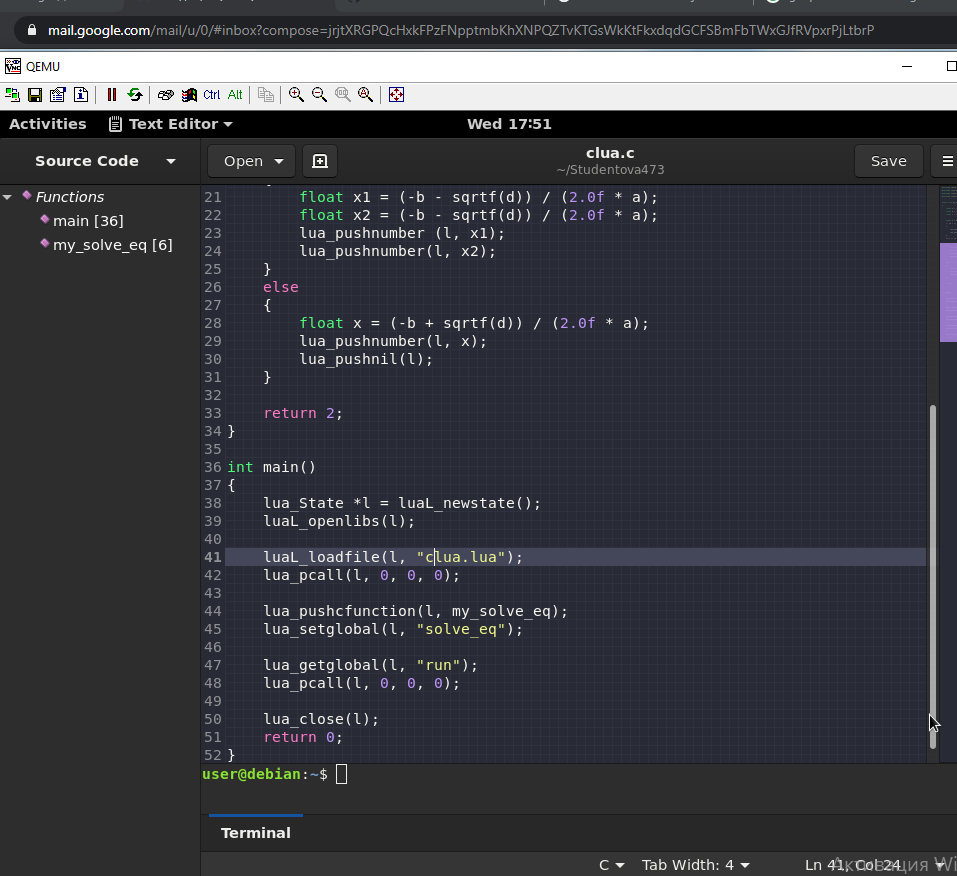 mail.google.com/mail/u/0/#inbox?compose=jrjtXRGPQcHxkFPzFNpptmbKhXNPQZTvKTGsWkKtFkxdqdGCFSBmFbTWxGJfRVpxrPjLtbrP
QEMU
Ctrl Alt
Activities Text Editor Wed 17:51
Source Code Open clua.c Save
~/Studentova473
Functions
main [36]
my_solve_eq [6]
21 float x1 = (-b - sqrtf(d)) / (2.0f * a);
22 float x2 = (-b - sqrtf(d)) / (2.0f * a);
23 lua_pushnumber (l, x1);
24 lua_pushnumber(l, x2);
25 }
26 else
27 {
28 float x = (-b + sqrtf(d)) / (2.0f * a);
29 lua_pushnumber(l, x);
30 lua_pushnil(l);
31 }
32
33 return 2;
34 }
35
36 int main()
37 {
38 lua_State *l = luaL_newstate();
39 luaL_openlibs(l);
40
41 luaL_loadfile(l, "clua.lua");
42 lua_pcall(l, 0, 0, 0);
43
44 lua_pushcfunction(l, my_solve_eq);
45 lua_setglobal(l, "solve_eq");
46
47 lua_getglobal(l, "run");
48 lua_pcall(l, 0, 0, 0);
49
50 lua_close(l);
51 return 0;
52 }
user@debian:~$
Terminal
C Tab Width: 4 Ln 41, Col 24
Активация Wi